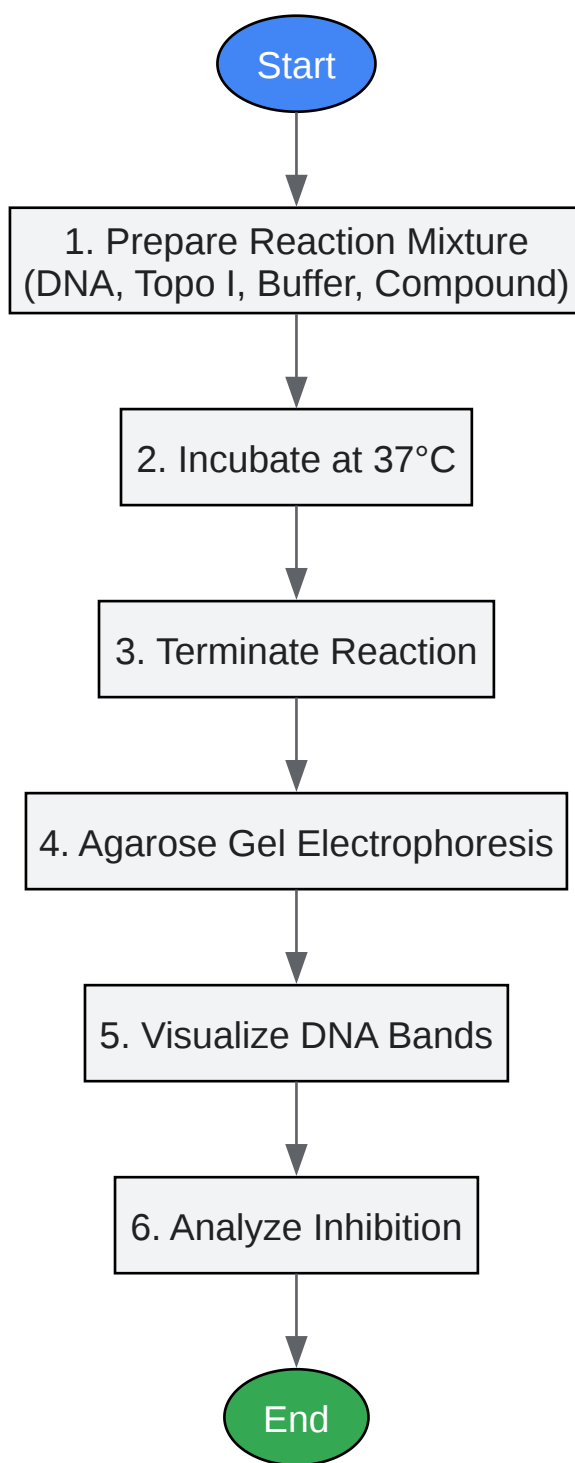 Start
1. Prepare Reaction Mixture
(DNA, Topo I, Buffer, Compound)
2. Incubate at 37°C
3. Terminate Reaction
4. Agarose Gel Electrophoresis
5. Visualize DNA Bands
6. Analyze Inhibition
End